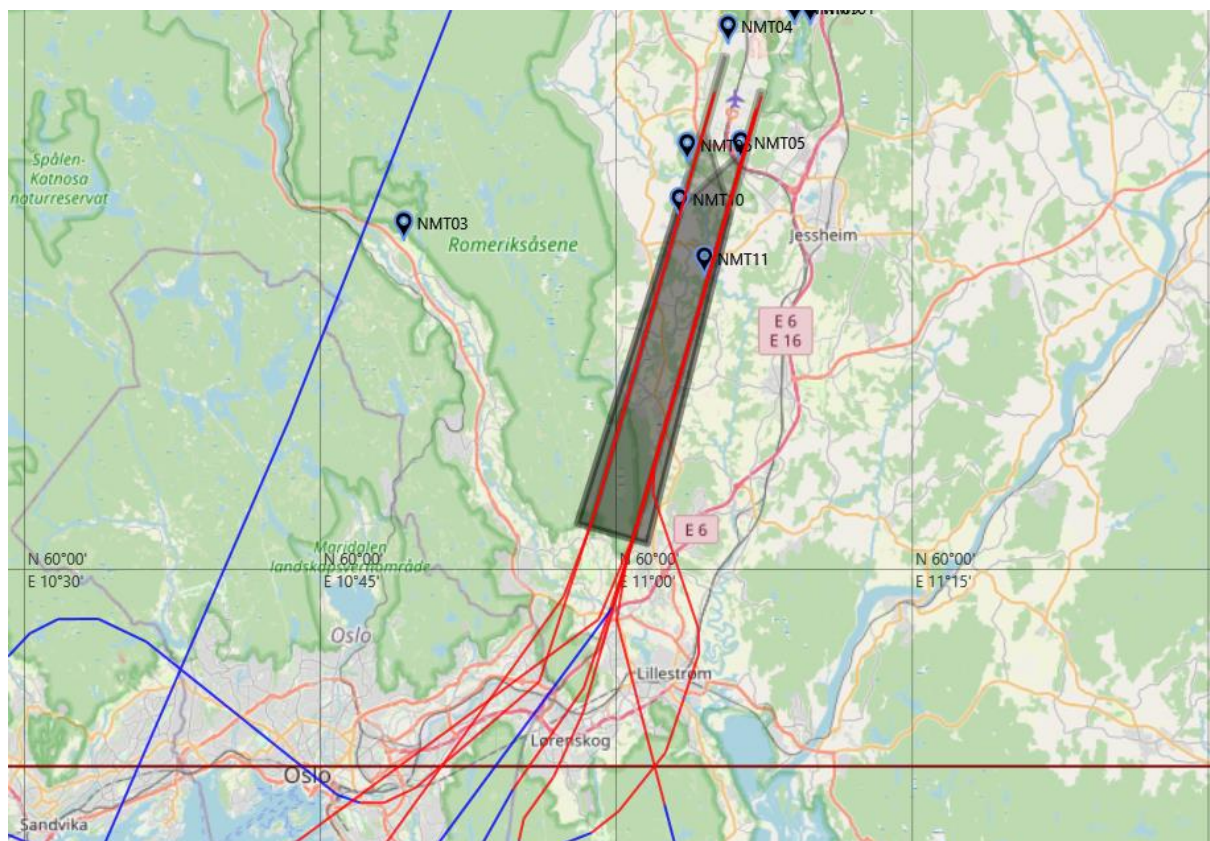 NMT04
NMT05
NMT10
NMT03
NMT11
Spålen-
Katnosa
naturreservat
Romeriksåsene
Jessheim
E 6
E 16
E 6
N 60°00'
E 10°30'
N 60°00'
E 10°45'
N 60°00'
E 11°00'
N 60°00'
E 11°15'
Maridalen
landskapsvernområde
Oslo
Lillestrøm
Lørenskog
Oslo
Sandvika